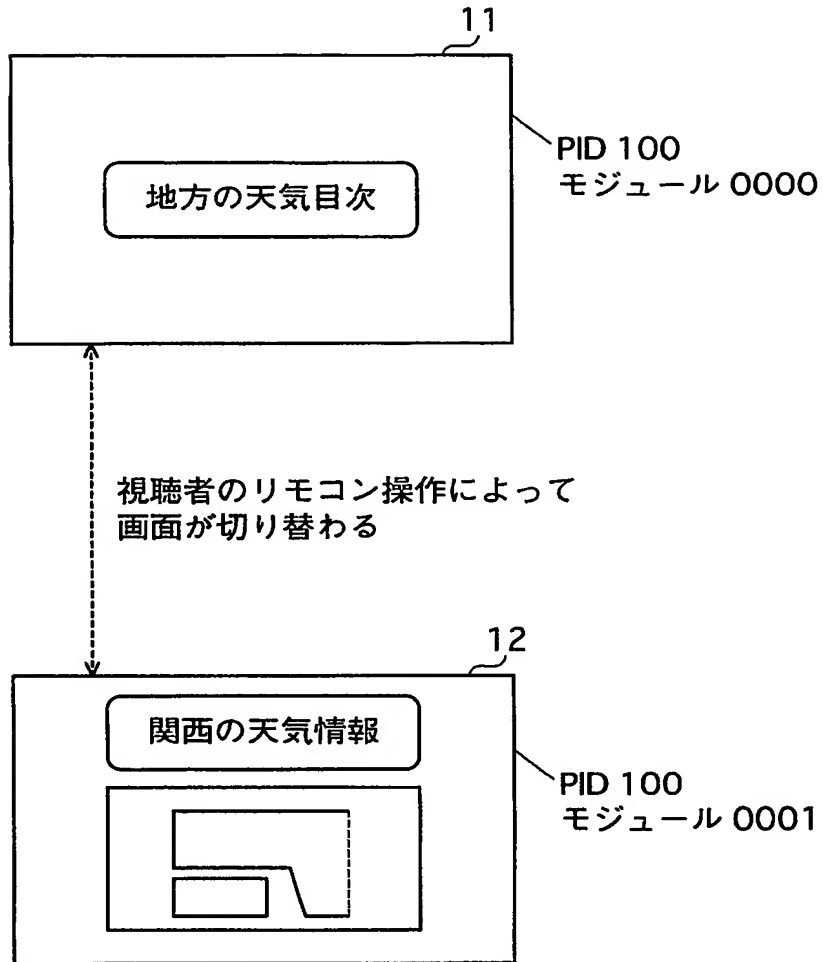 11
地方の天気目次
PID 100
モジュール 0000
視聴者のリモコン操作によって
画面が切り替わる
12
関西の天気情報
PID 100
モジュール 0001